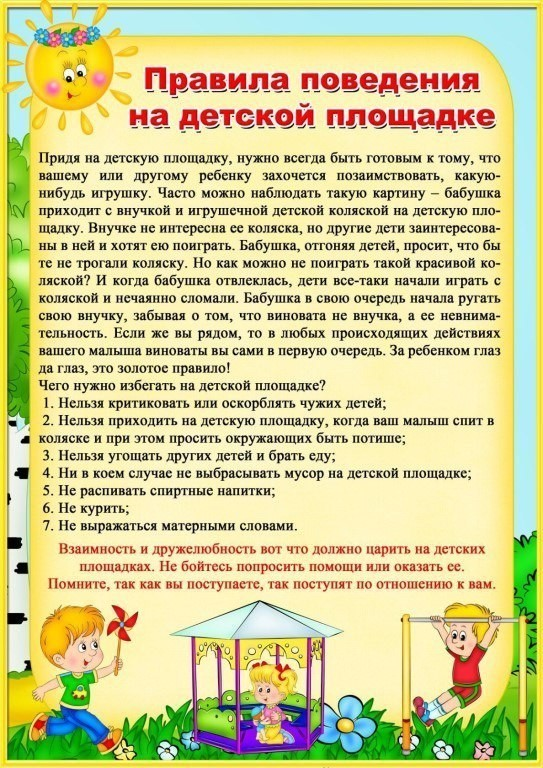 Правила поведения
на детской площадке
Придя на детскую площадку, нужно всегда быть готовым к тому, что
вашему или другому ребенку захочется позаимствовать, какую-
нибудь игрушку. Часто можно наблюдать такую картину – бабушка
приходит с внучкой и игрушечной детской коляской на детскую пло-
щадку. Внучке не интересна ее коляска, но другие дети заинтересова-
ны в ней и хотят ею поиграть. Бабушка, отгоняя детей, просит, что бы
те не трогали коляску. Но как можно не поиграть такой красивой ко-
ляской? И когда бабушка отвлеклась, дети все-таки начали играть с
коляской и нечаянно сломали. Бабушка в свою очередь начала ругать
свою внучку, забывая о том, что виновата не внучка, а ее невнима-
тельность. Если же вы рядом, то в любых происходящих действиях
вашего малыша виноваты вы сами в первую очередь. За ребенком глаз
да глаз, это золотое правило!
Чего нужно избегать на детской площадке?
1. Нельзя критиковать или оскорблять чужих детей;
2. Нельзя приходить на детскую площадку, когда ваш малыш спит в
коляске и при этом просить окружающих быть потише;
3. Нельзя угощать других детей и брать еду;
4. Ни в коем случае не выбрасывать мусор на детской площадке;
5. Не распивать спиртные напитки;
6. Не курить;
7. Не выражаться матерными словами.
Взаимность и дружелюбность вот что должно царить на детских
площадках. Не бойтесь попросить помощи или оказать ее.
Помните, так как вы поступаете, так поступят по отношению к вам.